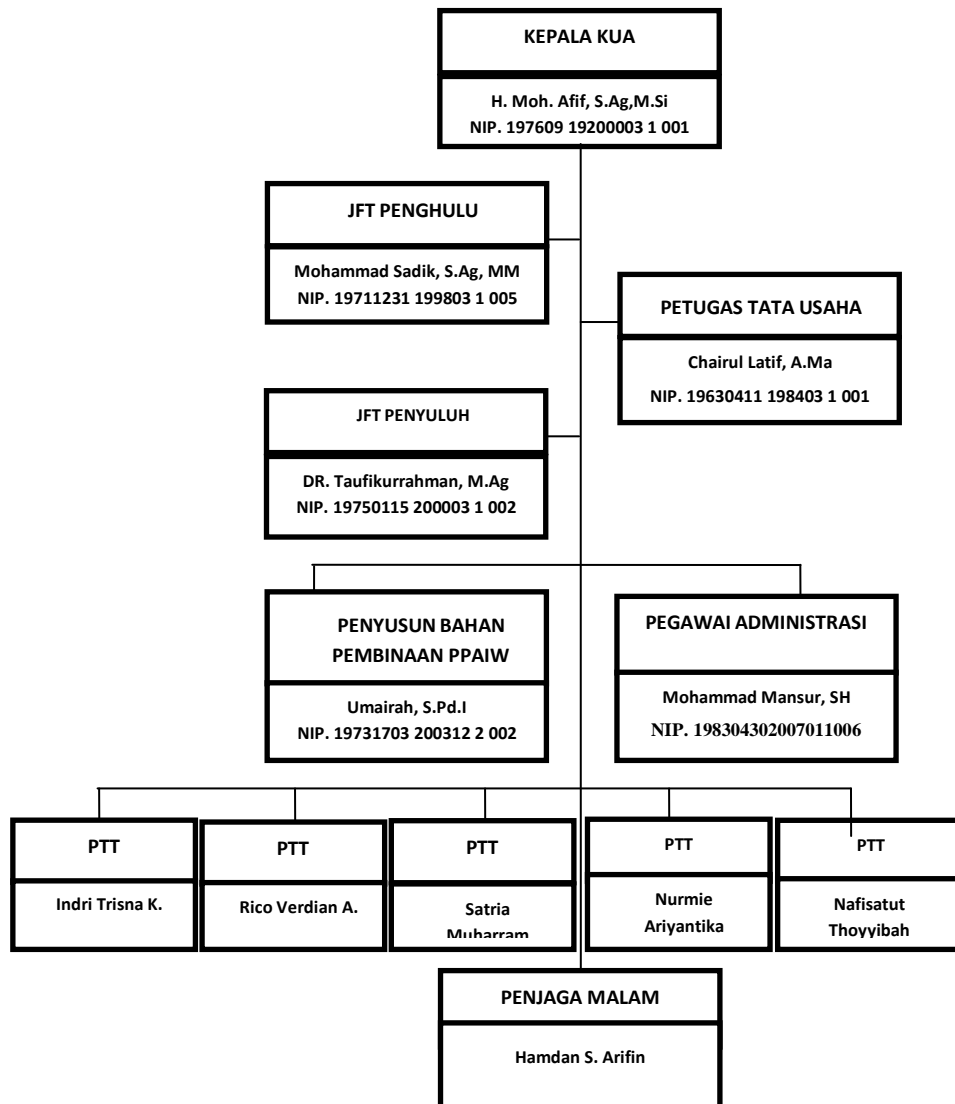 KEPALA KUA
H. Moh. Afif, S.Ag,M.Si
NIP. 197609 19200003 1 001
JFT PENGHULU
Mohammad Sadik, S.Ag, MM
NIP. 19711231 199803 1 005
PETUGAS TATA USAHA
Chairul Latif, A.Ma
NIP. 19630411 198403 1 001
JFT PENYULUH
DR. Taufikurrahman, M.Ag
NIP. 19750115 200003 1 002
PENYUSUN BAHAN
PEMBINAAN PPAIW
Umairah, S.Pd.I
NIP. 19731703 200312 2 002
PEGAWAI ADMINISTRASI
Mohammad Mansur, SH
NIP. 198304302007011006
PTT
Indri Trisna K.
PTT
Rico Verdian A.
PTT
Satria
Muharram
PTT
Nurmie
Ariyantika
PTT
Nafisatut
Thoyyibah
PENJAGA MALAM
Hamdan S. Arifin